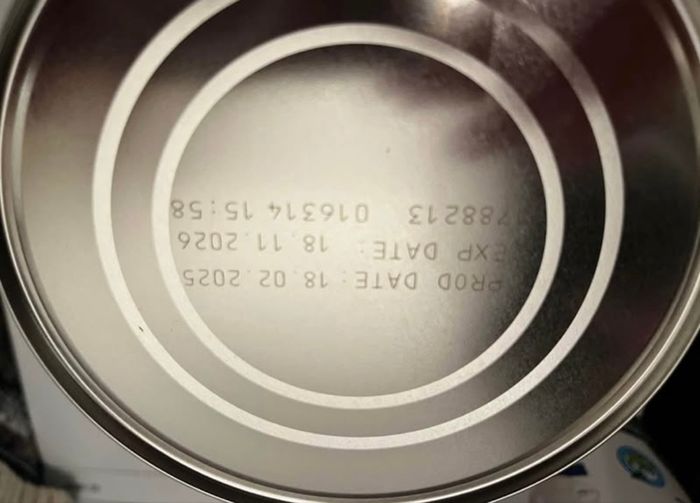 PROD DATE: 18.02.2025
EXP DATE: 18.11.2026
788213 016314 15:58